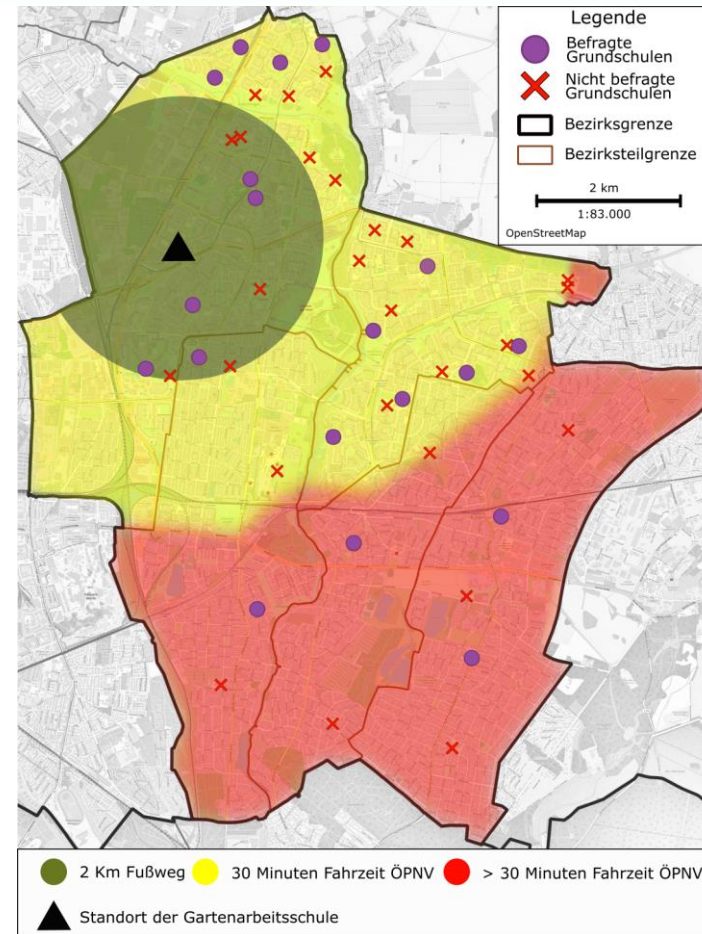 Legende
Befragte
Grundschulen
Nicht befragte
Grundschulen
Bezirksgrenze
Bezirksteilgrenze
2 km
1:83.000
OpenStreetMap
2 Km Fußweg
30 Minuten Fahrzeit ÖPNV
> 30 Minuten Fahrzeit ÖPNV
Standort der Gartenarbeitsschule